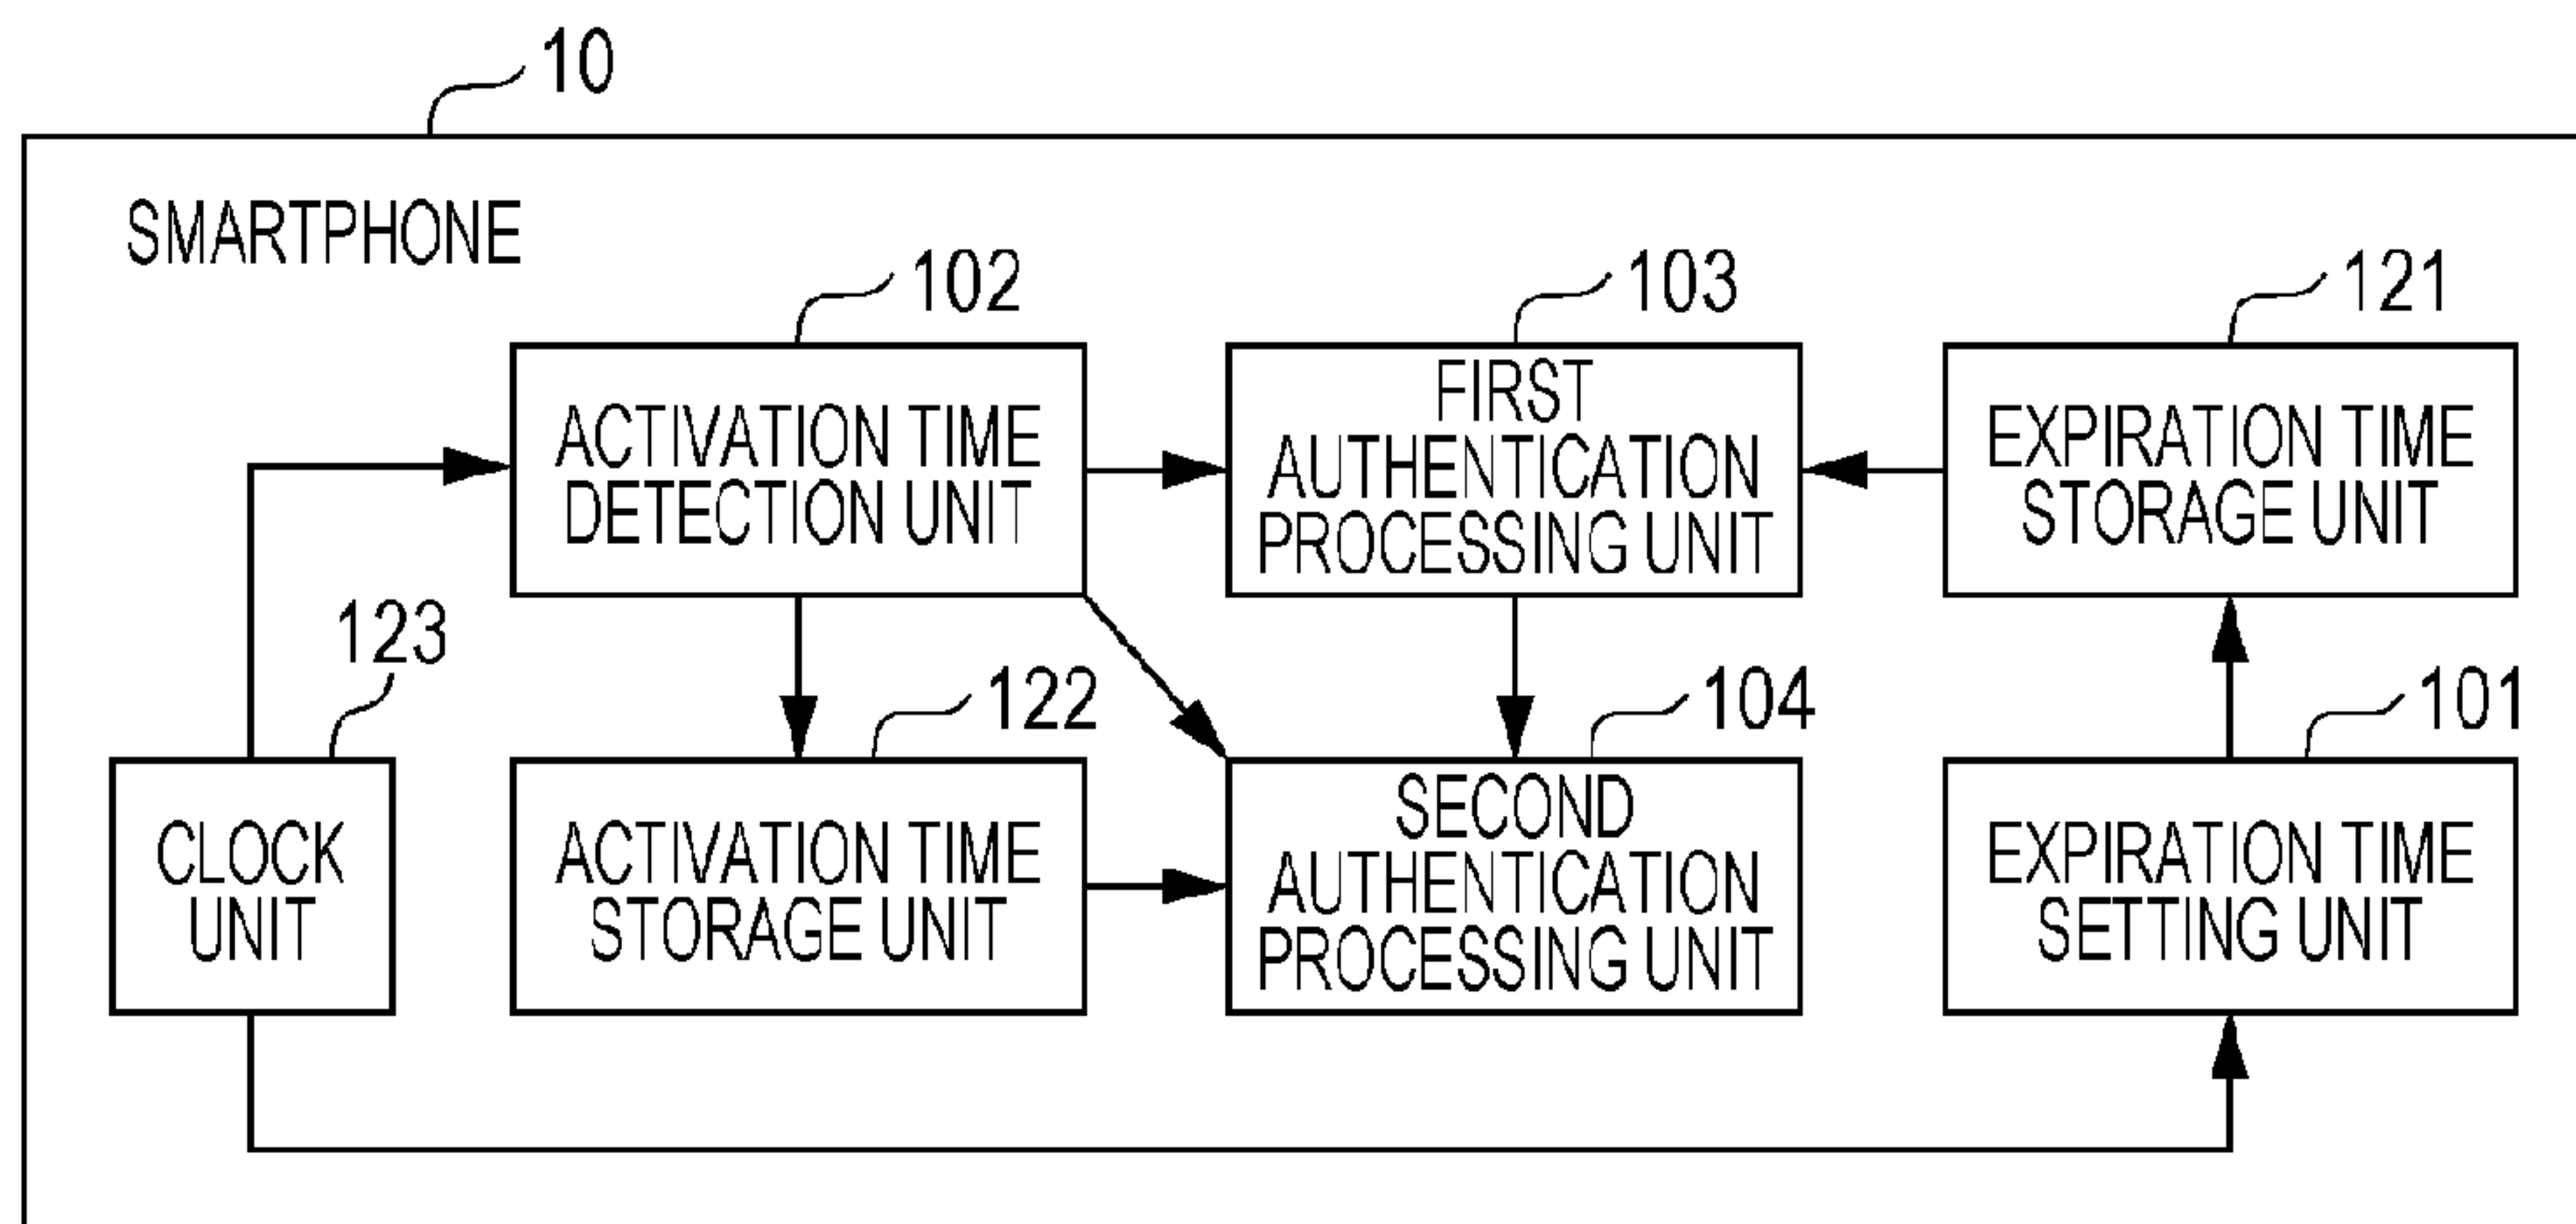 10
SMARTPHONE
102
103
121
ACTIVATION TIME
DETECTION UNIT
FIRST
AUTHENTICATION
PROCESSING UNIT
EXPIRATION TIME
STORAGE UNIT
123
122
104
101
CLOCK
UNIT
ACTIVATION TIME
STORAGE UNIT
SECOND
AUTHENTICATION
PROCESSING UNIT
EXPIRATION TIME
SETTING UNIT